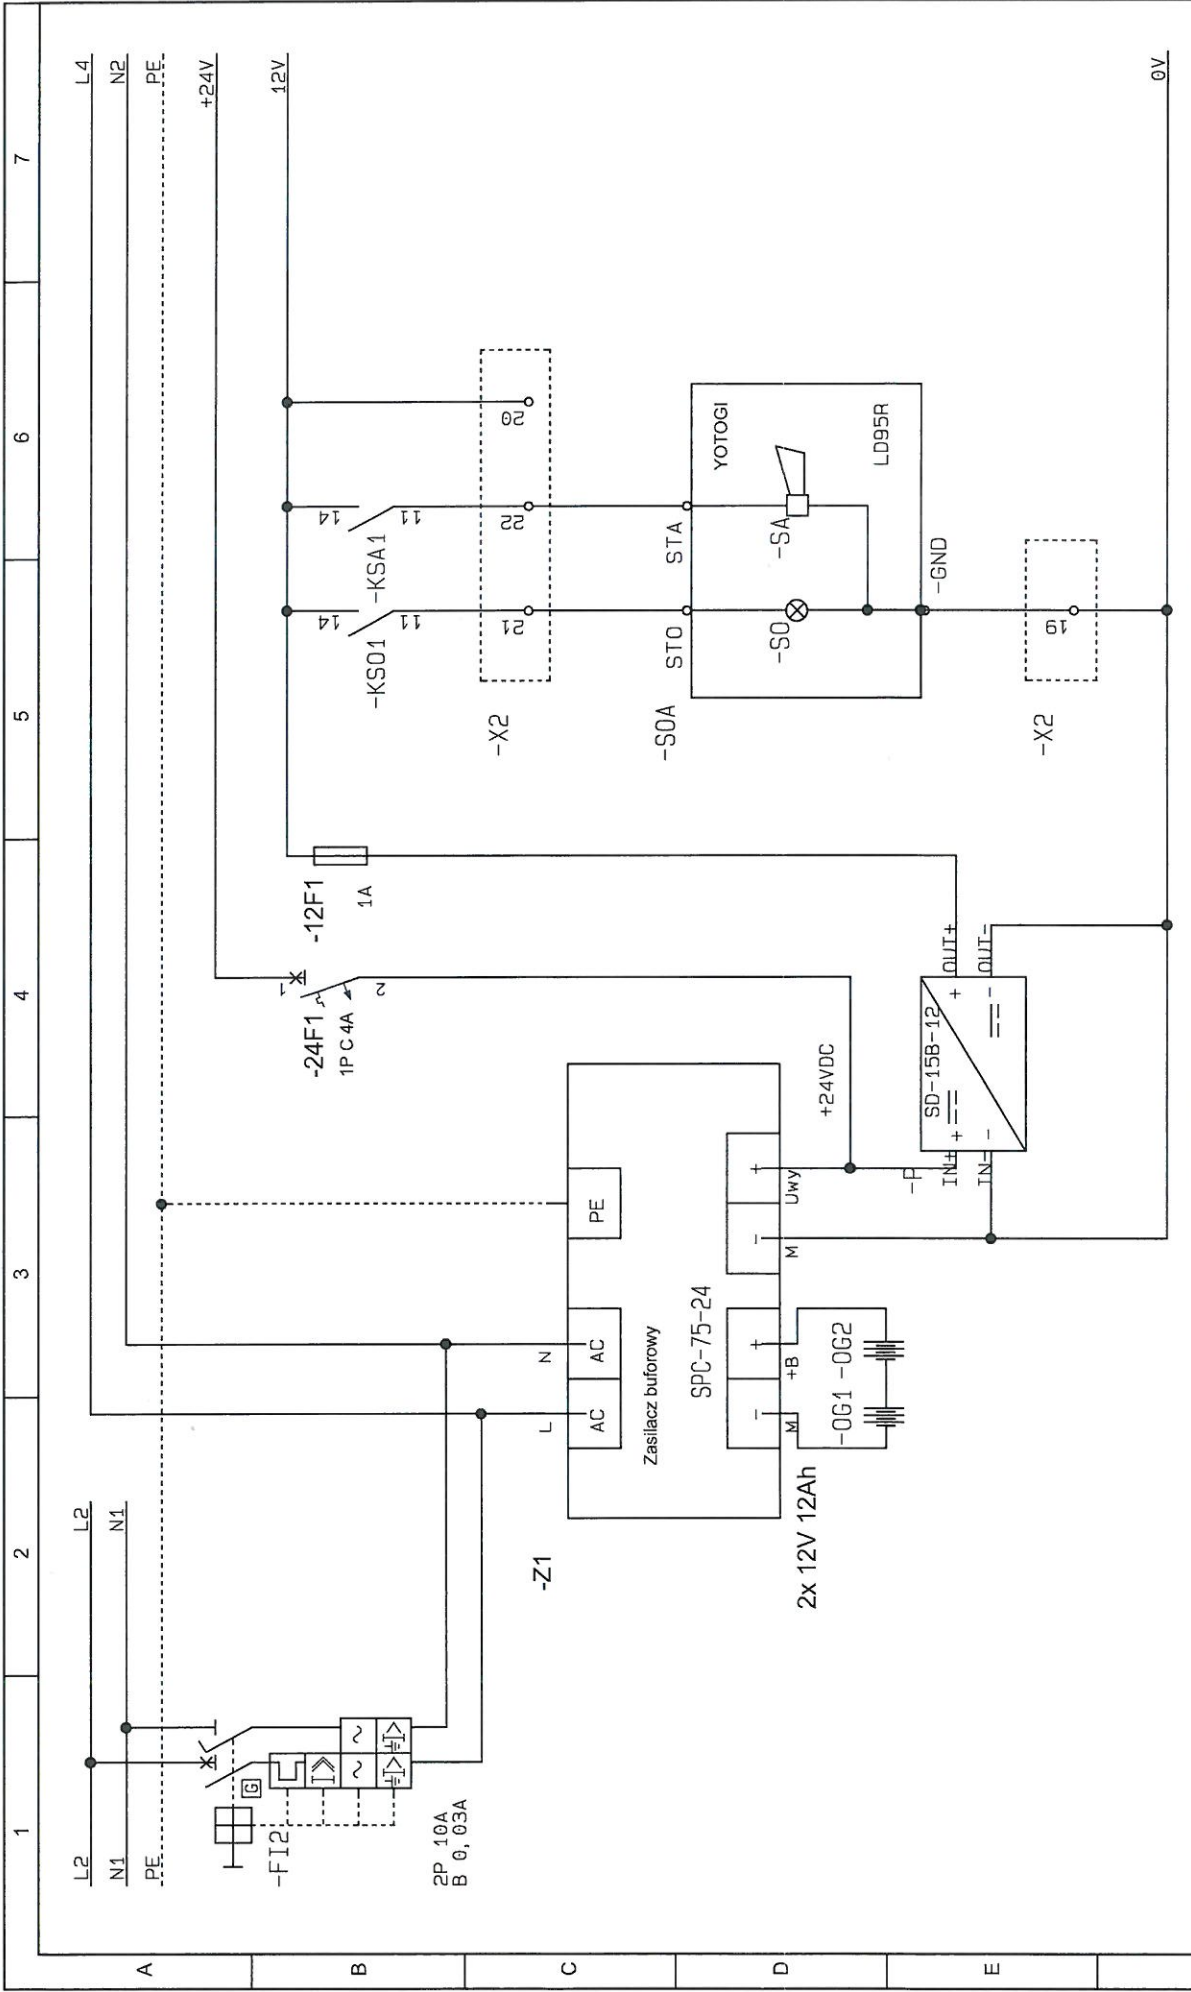 1 2 3 4 5 6 7
A
B
C
D
E
L2
N1
PE
L2
N1
L4
N2
PE
+24V
12V
0V
-FI2
G
2P 10A
B 0,03A
-Z1
L
N
AC
AC
PE
Zasilacz buforowy
SPC-75-24
-
+
-
+
M
+B
M
Uwy
2x 12V 12Ah
-0G1 -0G2
+24VDC
-24F1
1P C 4A
1
2
-12F1
1A
-P
IN+
IN-
+
-
SD-15B-12
+
-
OUT+
OUT-
-KSO1
14
11
-KSA1
14
11
-X2
21
22
20
-SOA
STO
STA
YOTOGI
-SO
-SA
LD95R
-GND
-X2
19